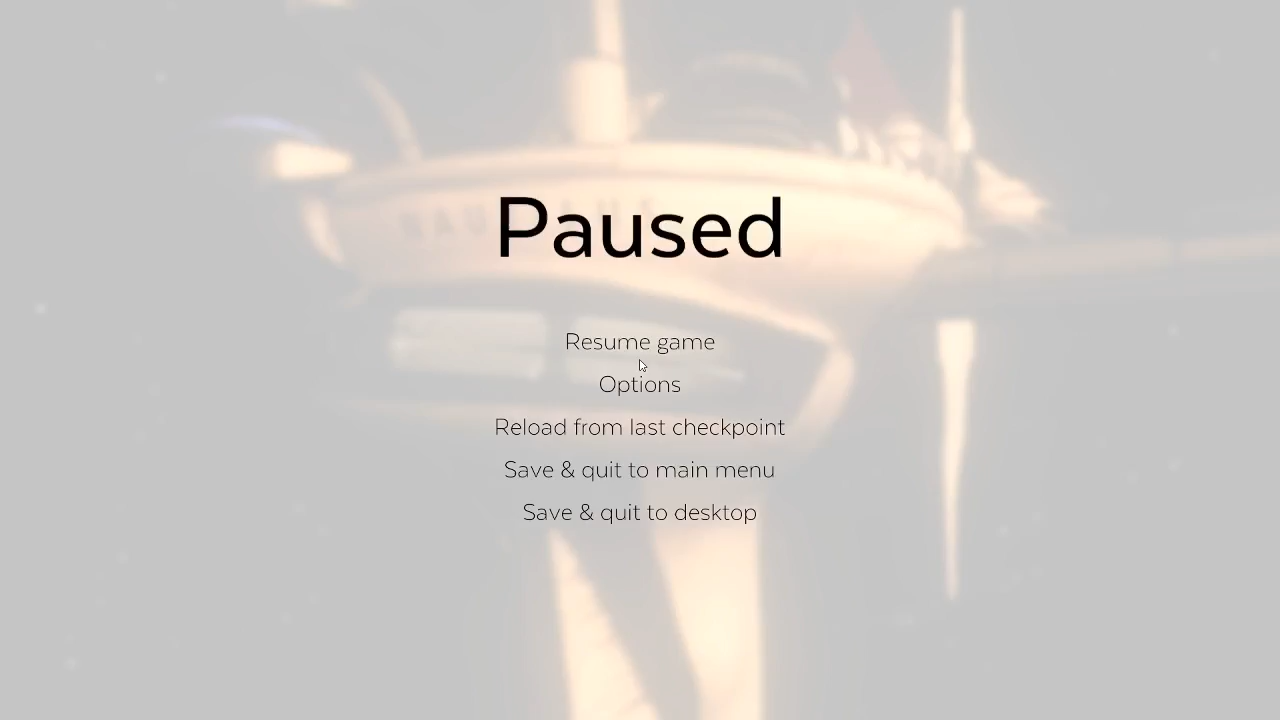 Paused
Resume game
Options
Reload from last checkpoint
Save & quit to main menu
Save & quit to desktop